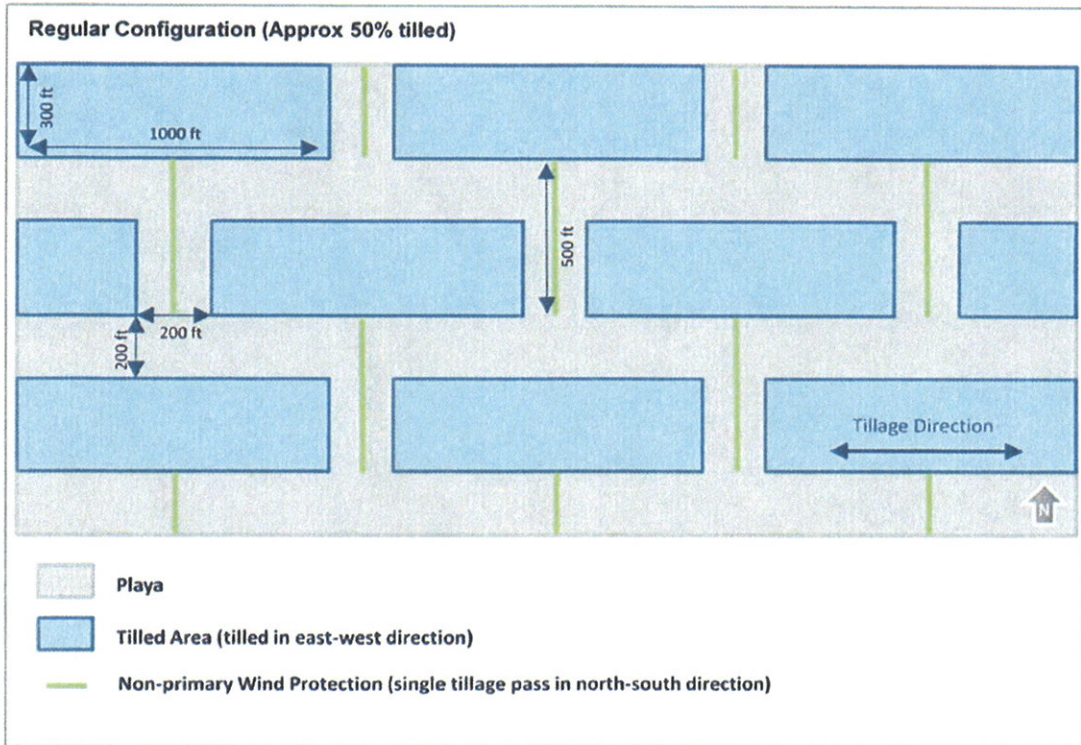 Regular Configuration (Approx 50% tilled)
300 ft
1000 ft
500 ft
200 ft
200 ft
Tillage Direction
N
Playa
Tilled Area (tilled in east-west direction)
Non-primary Wind Protection (single tillage pass in north-south direction)